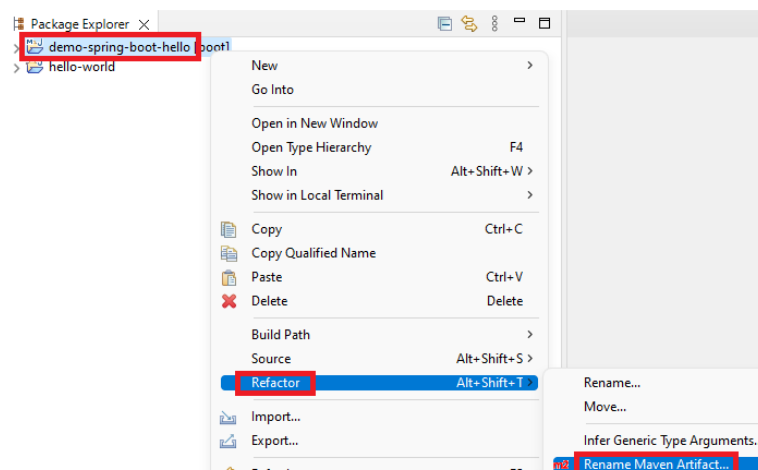 Package Explorer
demo-spring-boot-hello [boot]
hello-world
New
Go Into
Open in New Window
Open Type Hierarchy F4
Show In Alt+Shift+W
Show in Local Terminal
Copy Ctrl+C
Copy Qualified Name
Paste Ctrl+V
Delete Delete
Build Path
Source Alt+Shift+S
Refactor Alt+Shift+T
Rename...
Move...
Import...
Export...
Infer Generic Type Arguments.
Rename Maven Artifact...